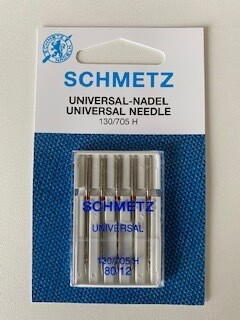 SCHMETZ
UNIVERSAL-NADEL
UNIVERSAL NEEDLE
130/705 H
SCHMETZ
UNIVERSAL
130/705 H
80/12